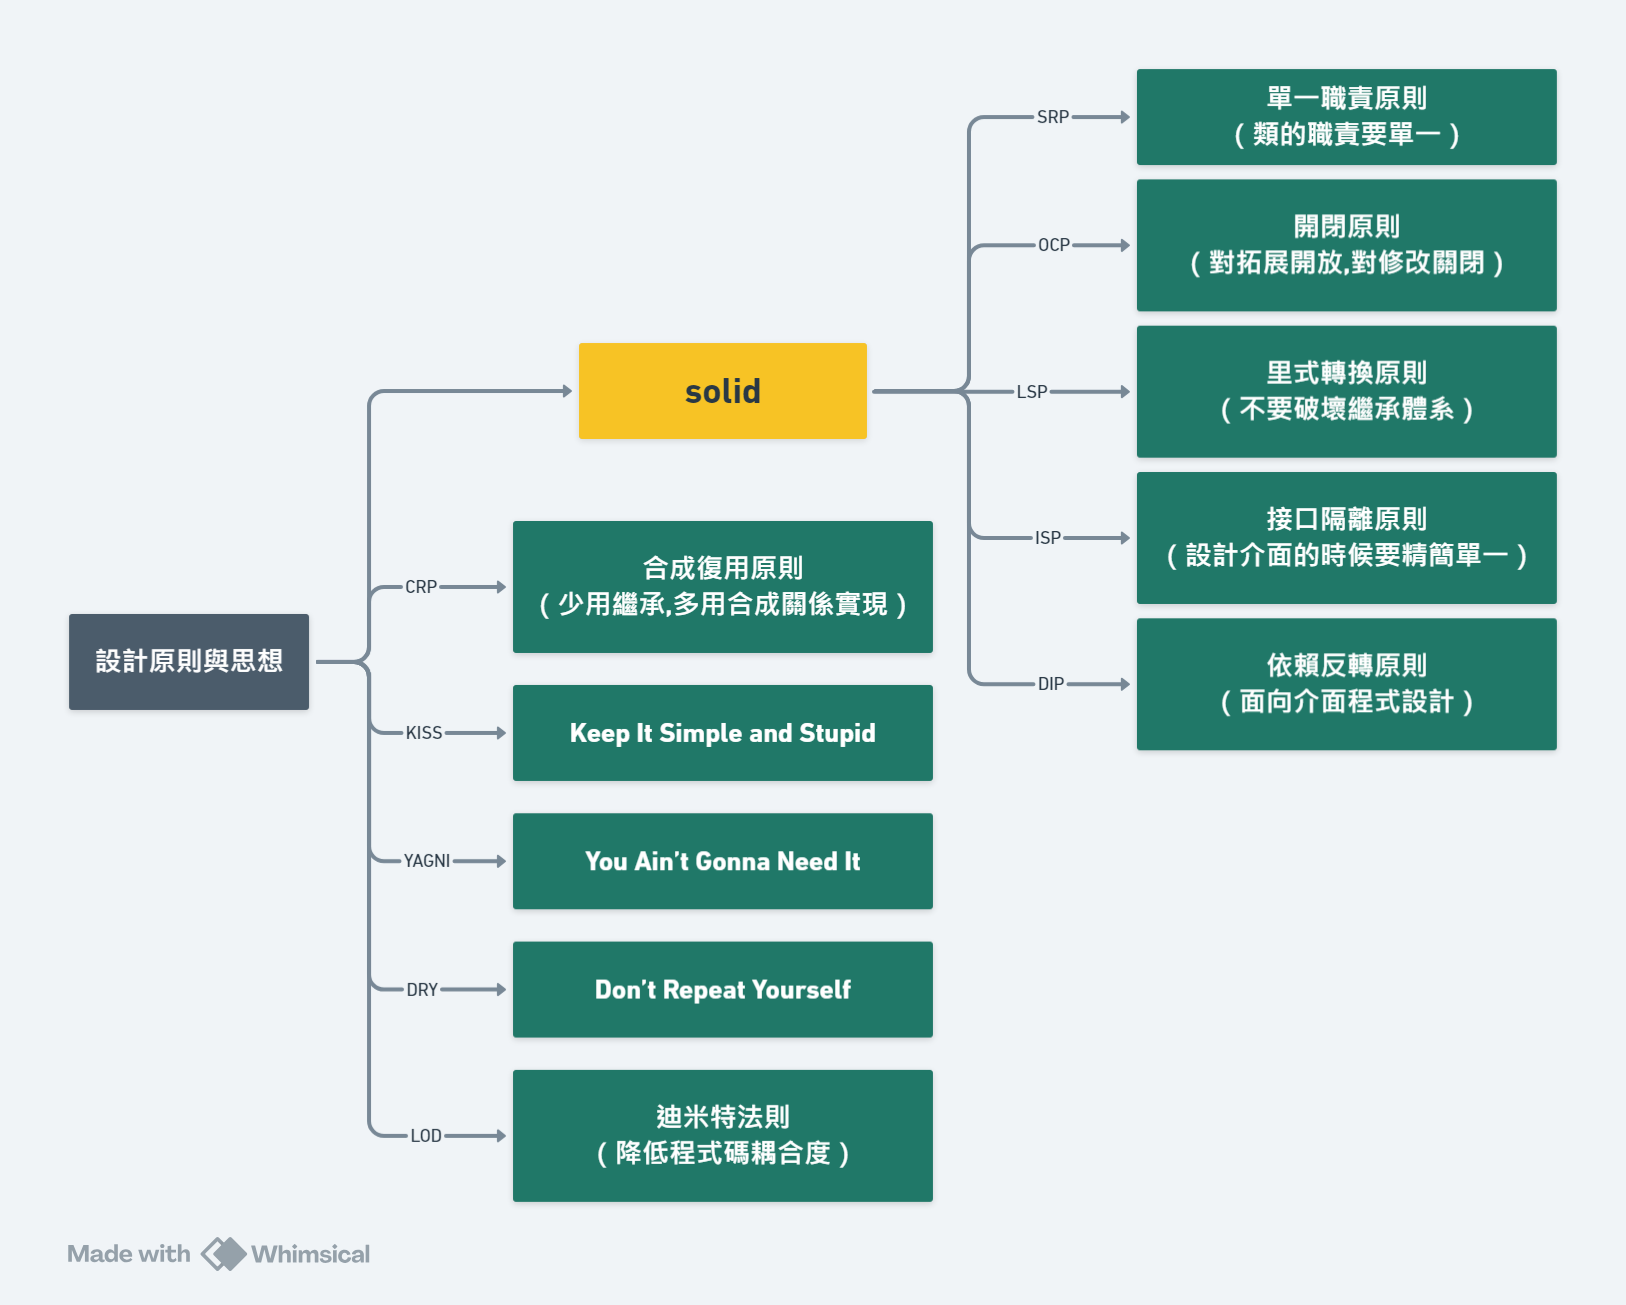 設計原則與思想
solid
SRP
單一職責原則
( 類的職責要單一 )
OCP
開閉原則
( 對拓展開放,對修改關閉 )
LSP
里式轉換原則
( 不要破壞繼承體系 )
ISP
接口隔離原則
( 設計介面的時候要精簡單一 )
DIP
依賴反轉原則
( 面向介面程式設計 )
CRP
合成復用原則
( 少用繼承,多用合成關係實現 )
KISS
Keep It Simple and Stupid
YAGNI
You Ain’t Gonna Need It
DRY
Don’t Repeat Yourself
LOD
迪米特法則
( 降低程式碼耦合度 )
Made with Whimsical